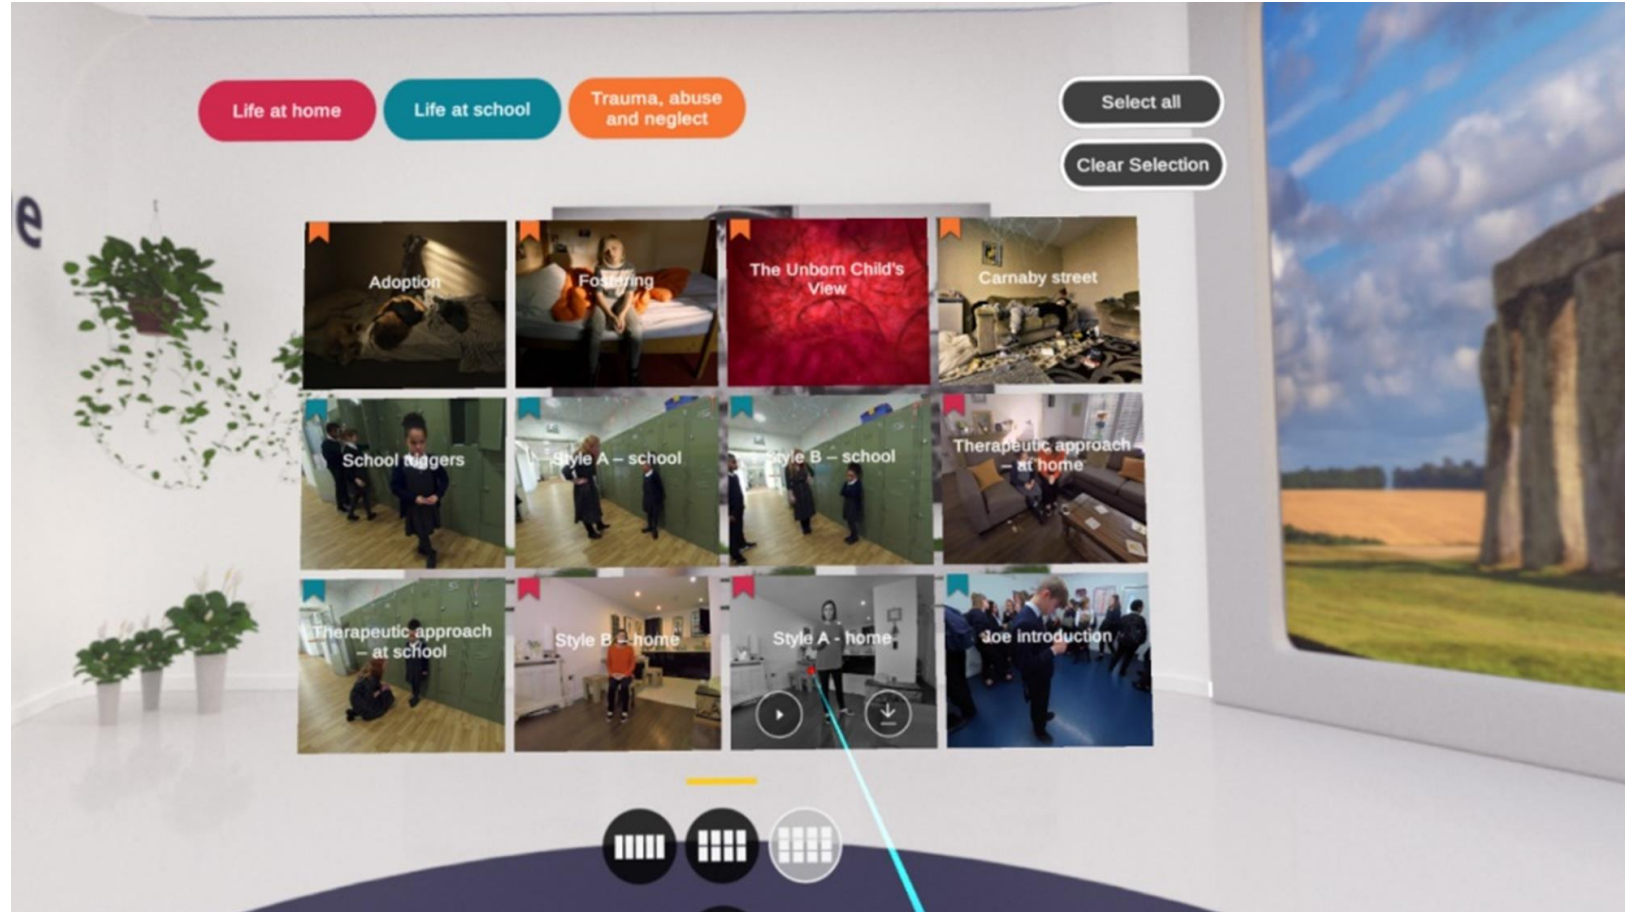 Life at home
Life at school
Trauma, abuse
and neglect
Select all
Clear Selection
e
Adoption
Fostering
The Unborn Child's
View
Carnaby street
School triggers
Style A – school
Style B – school
Therapeutic approach
– at home
Therapeutic approach
– at school
Style B – home
Style A - home
Joe introduction